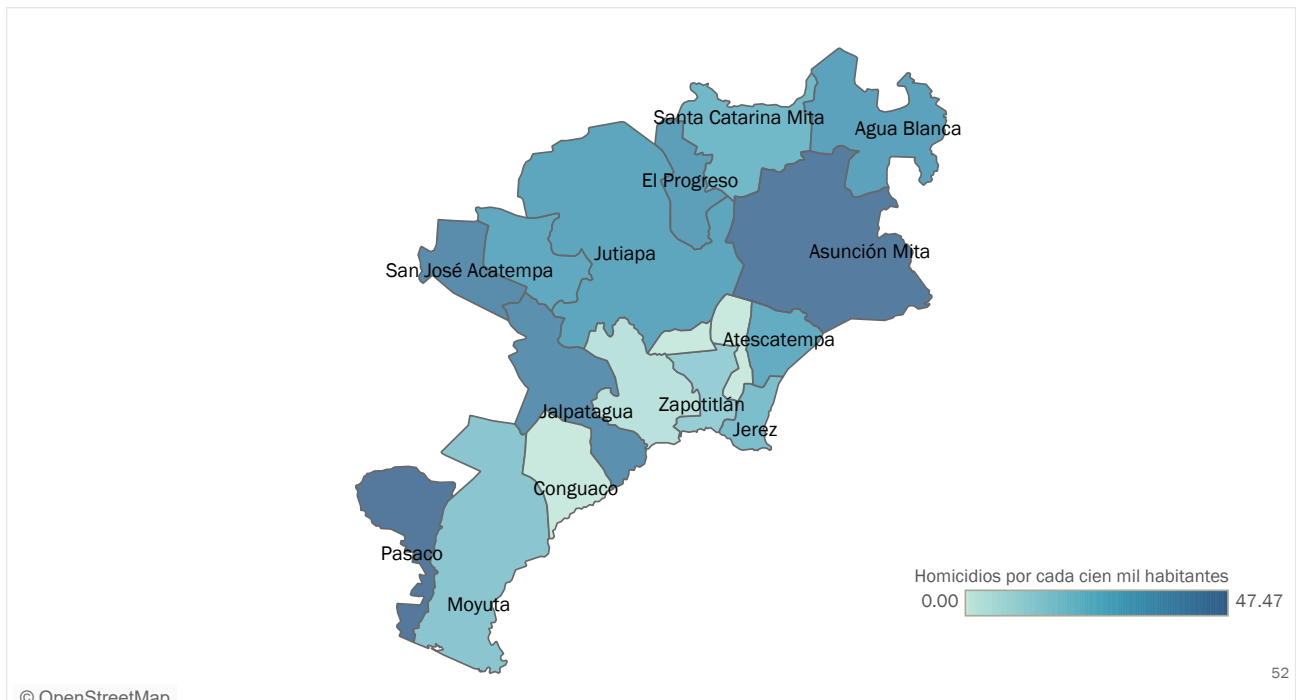 Santa Catarina Mita
Agua Blanca
El Progreso
Jutiapa
Asunción Mita
San José Acatempa
Atescatempa
Zapotitlán
Jalpatagua
Jerez
Conguaco
Pasaco
Moyuta
Homicidios por cada cien mil habitantes
0.00
47.47
52
© OpenStreetMap